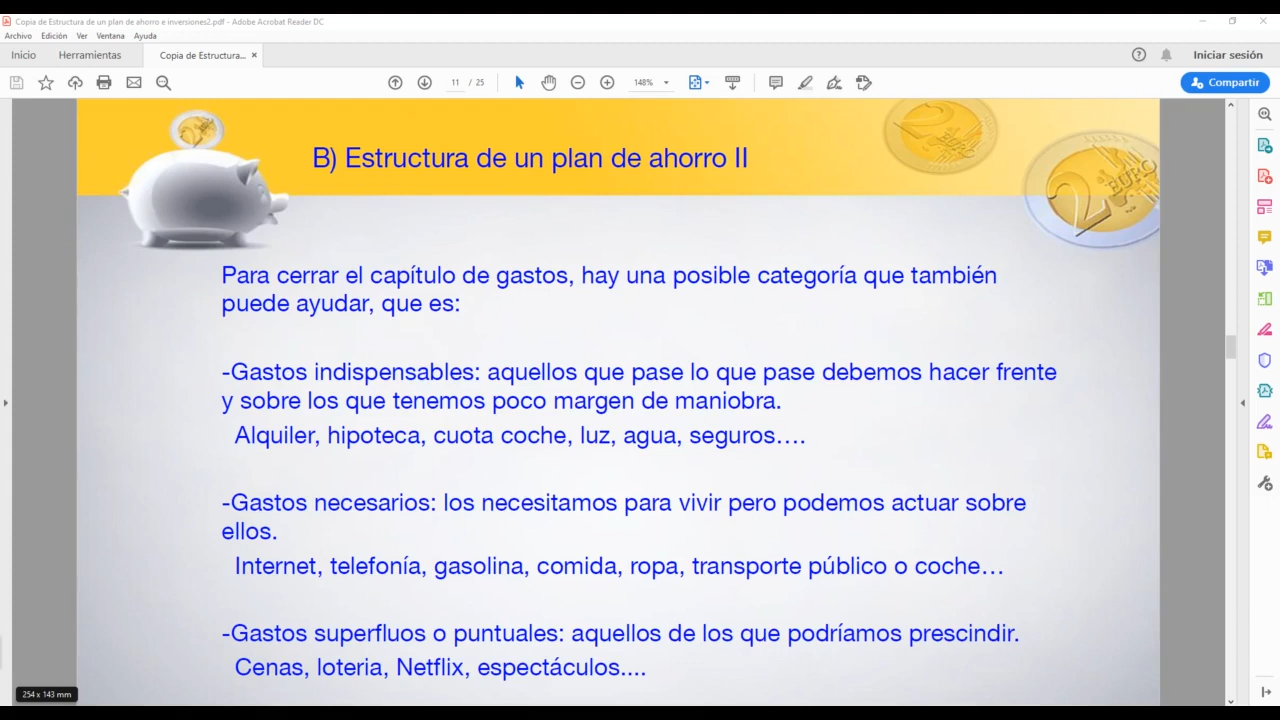 Copia de Estructura de un plan de ahorro e inversiones2.pdf - Adobe Acrobat Reader DC
Archivo Edición Ver Ventana Ayuda
Inicio Herramientas Copia de Estructura... × Iniciar sesión
11 / 25 148% Compartir
B) Estructura de un plan de ahorro II
Para cerrar el capítulo de gastos, hay una posible categoría que también
puede ayudar, que es:
-Gastos indispensables: aquellos que pase lo que pase debemos hacer frente
y sobre los que tenemos poco margen de maniobra.
Alquiler, hipoteca, cuota coche, luz, agua, seguros....
-Gastos necesarios: los necesitamos para vivir pero podemos actuar sobre
ellos.
Internet, telefonía, gasolina, comida, ropa, transporte público o coche…
-Gastos superfluos o puntuales: aquellos de los que podríamos prescindir.
Cenas, loteria, Netflix, espectáculos....
254 x 143 mm
2 EURO
2 EURO